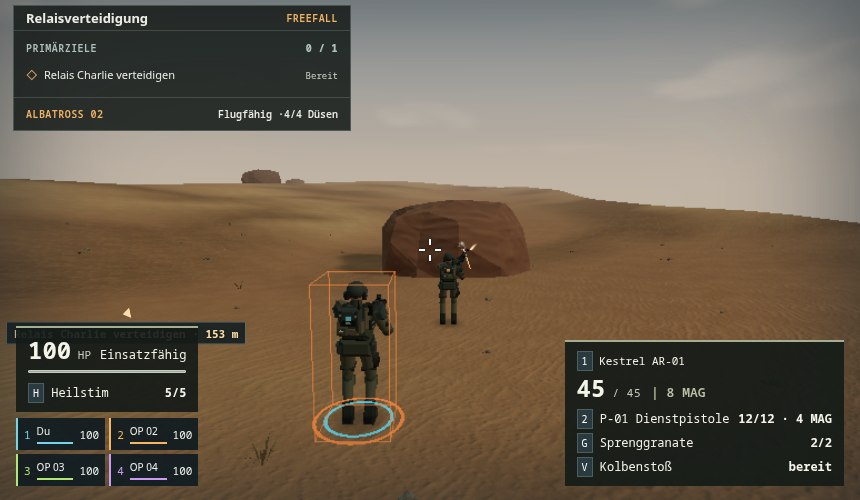 Relaisverteidigung FREEFALL
PRIMÄRZIELE 0 / 1
Relais Charlie verteidigen Bereit
ALBATROSS 02 Flugfähig ·4/4 Düsen
Relais Charlie verteidigen · 153 m
100 HP Einsatzfähig
H Heilstim 5/5
1 Du 100 2 OP 02 100
3 OP 03 100 4 OP 04 100
1 Kestrel AR-01
45 / 45 | 8 MAG
2 P-01 Dienstpistole 12/12 · 4 MAG
G Sprenggranate 2/2
V Kolbenstoß bereit